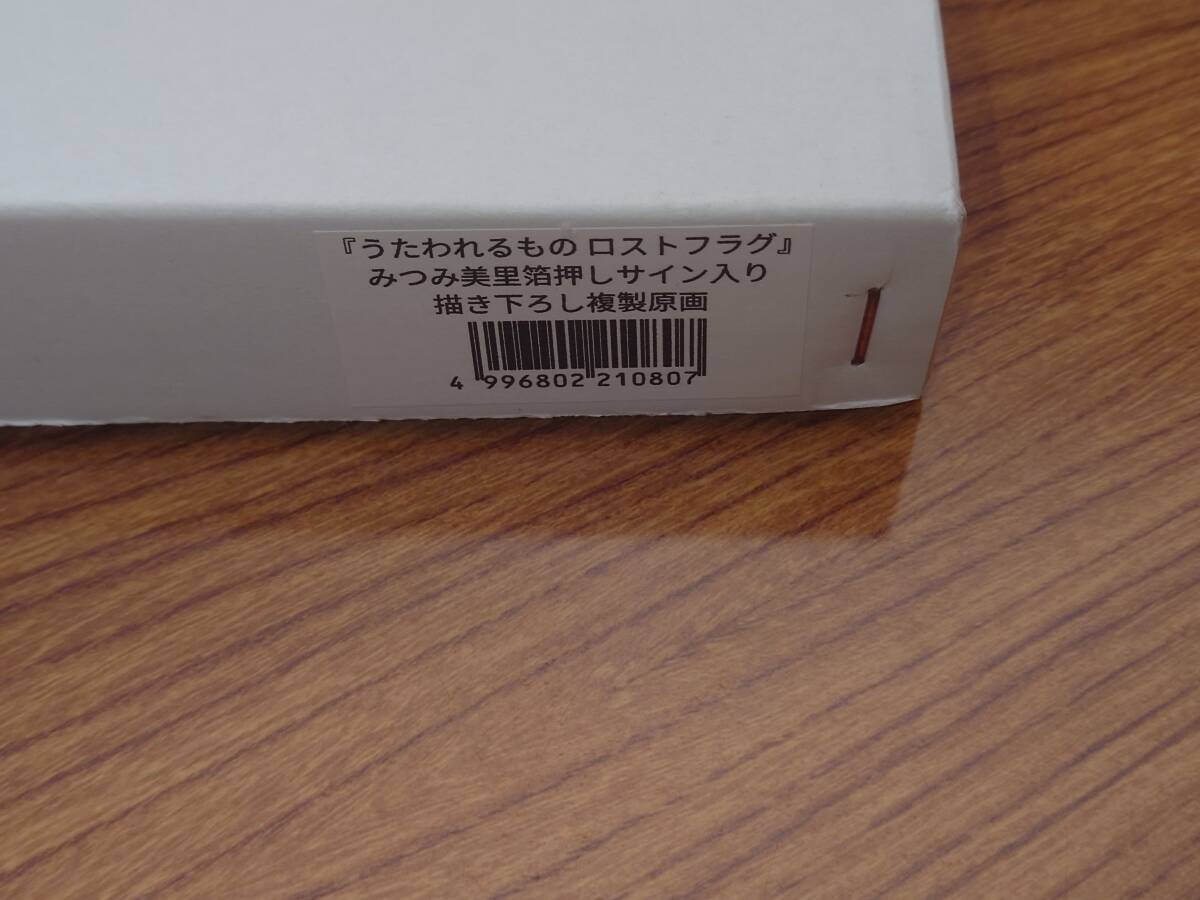 『うたわれるもの ロストフラグ』
みつみ美里箔押しサイン入り
描き下ろし複製原画
4 996802 210807